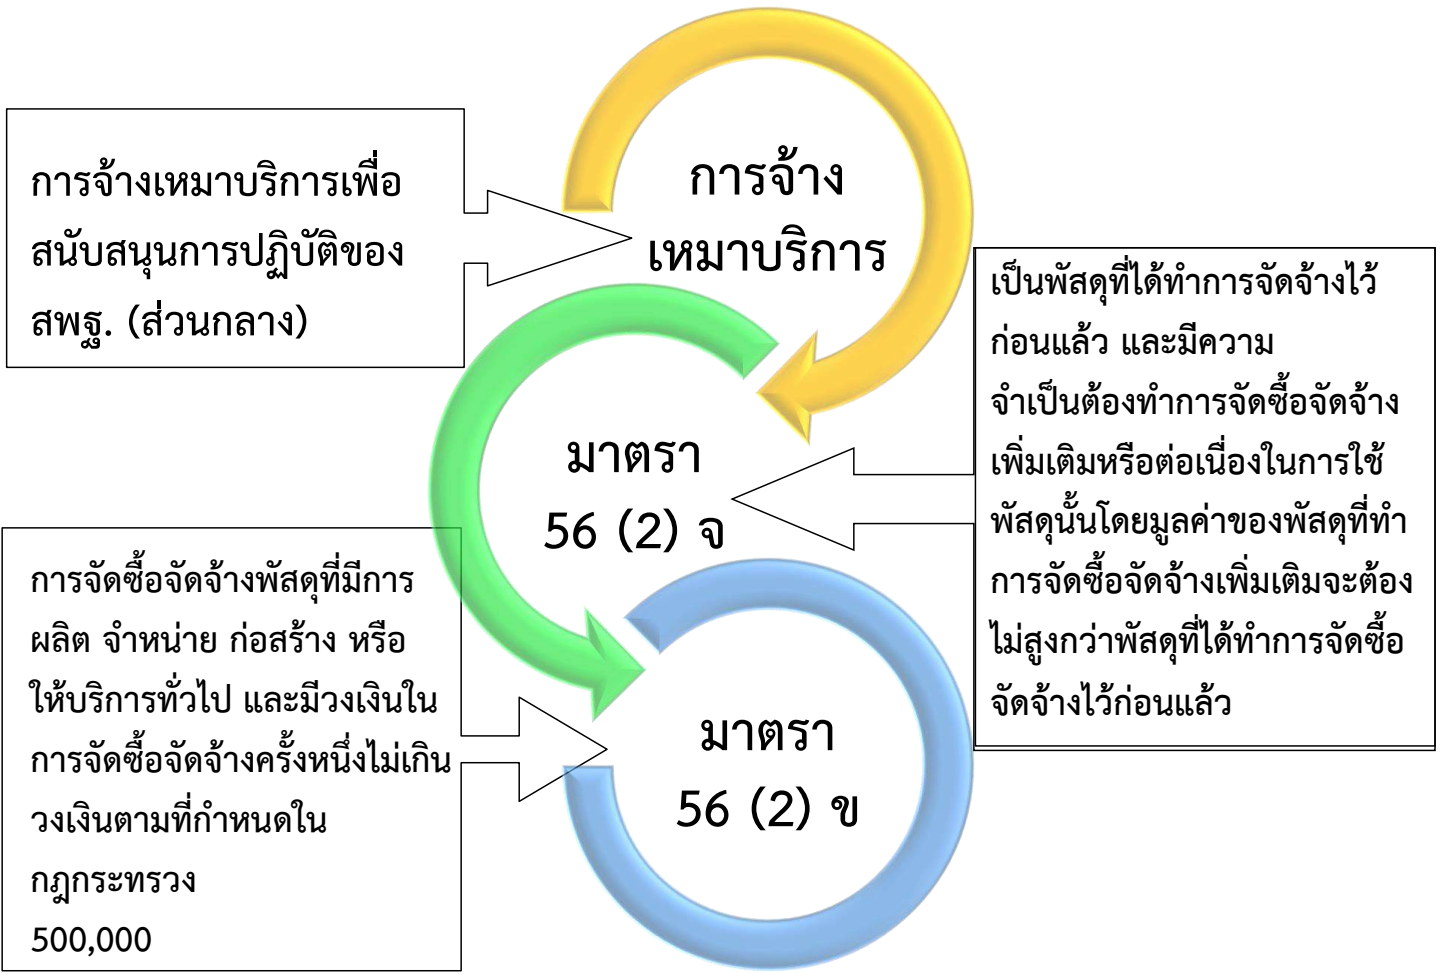 การจ้างเหมาบริการเพื่อ
สนับสนุนการปฏิบัติของ
สพฐ. (ส่วนกลาง)
การจ้าง
เหมาบริการ
เป็นพัสดุที่ได้ทำการจัดจ้างไว้
ก่อนแล้ว และมีความ
จำเป็นต้องทำการจัดซื้อจัดจ้าง
เพิ่มเติมหรือต่อเนื่องในการใช้
พัสดุนั้นโดยมูลค่าของพัสดุที่ทำ
การจัดซื้อจัดจ้างเพิ่มเติมจะต้อง
ไม่สูงกว่าพัสดุที่ได้ทำการจัดซื้อ
จัดจ้างไว้ก่อนแล้ว
มาตรา
56 (2) จ
การจัดซื้อจัดจ้างพัสดุที่มีการ
ผลิต จำหน่าย ก่อสร้าง หรือ
ให้บริการทั่วไป และมีวงเงินใน
การจัดซื้อจัดจ้างครั้งหนึ่งไม่เกิน
วงเงินตามที่กำหนดใน
กฎกระทรวง
500,000
มาตรา
56 (2) ข